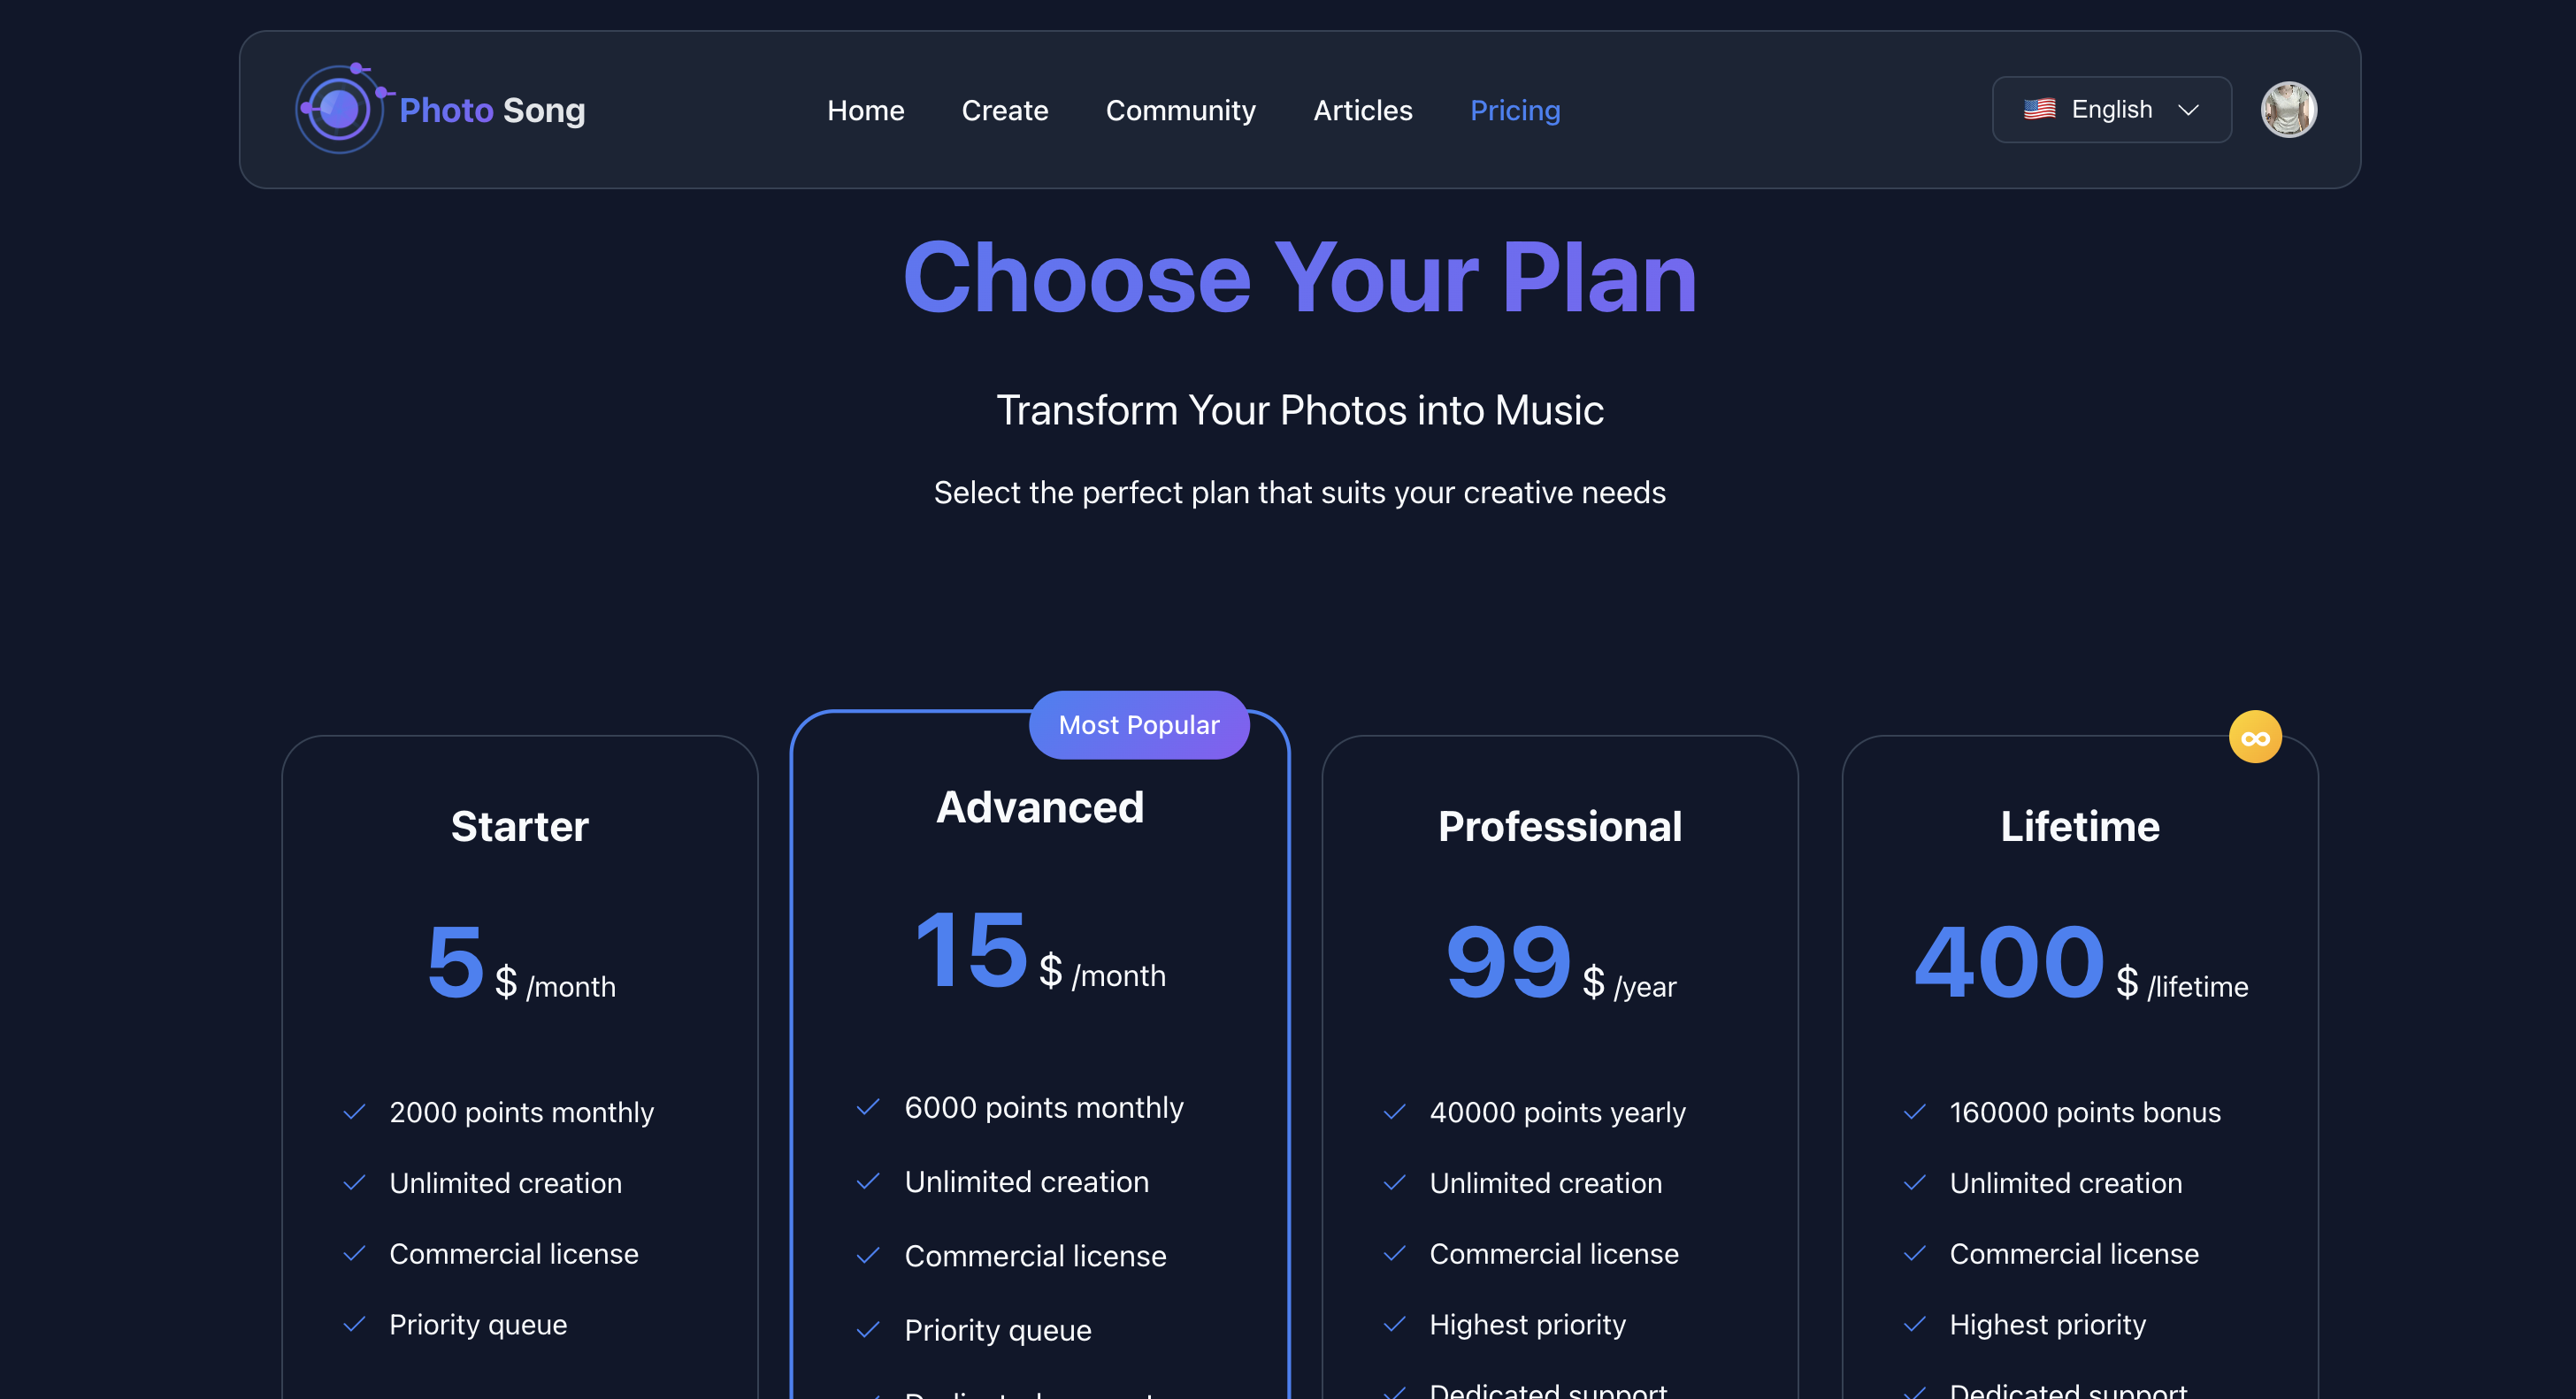 Photo Song
Home Create Community Articles Pricing
English
Choose Your Plan
Transform Your Photos into Music
Select the perfect plan that suits your creative needs
Starter
5 $ /month
2000 points monthly
Unlimited creation
Commercial license
Priority queue
Most Popular
Advanced
15 $ /month
6000 points monthly
Unlimited creation
Commercial license
Priority queue
Professional
99 $ /year
40000 points yearly
Unlimited creation
Commercial license
Highest priority
Dedicated support
∞
Lifetime
400 $ /lifetime
160000 points bonus
Unlimited creation
Commercial license
Highest priority
Dedicated support